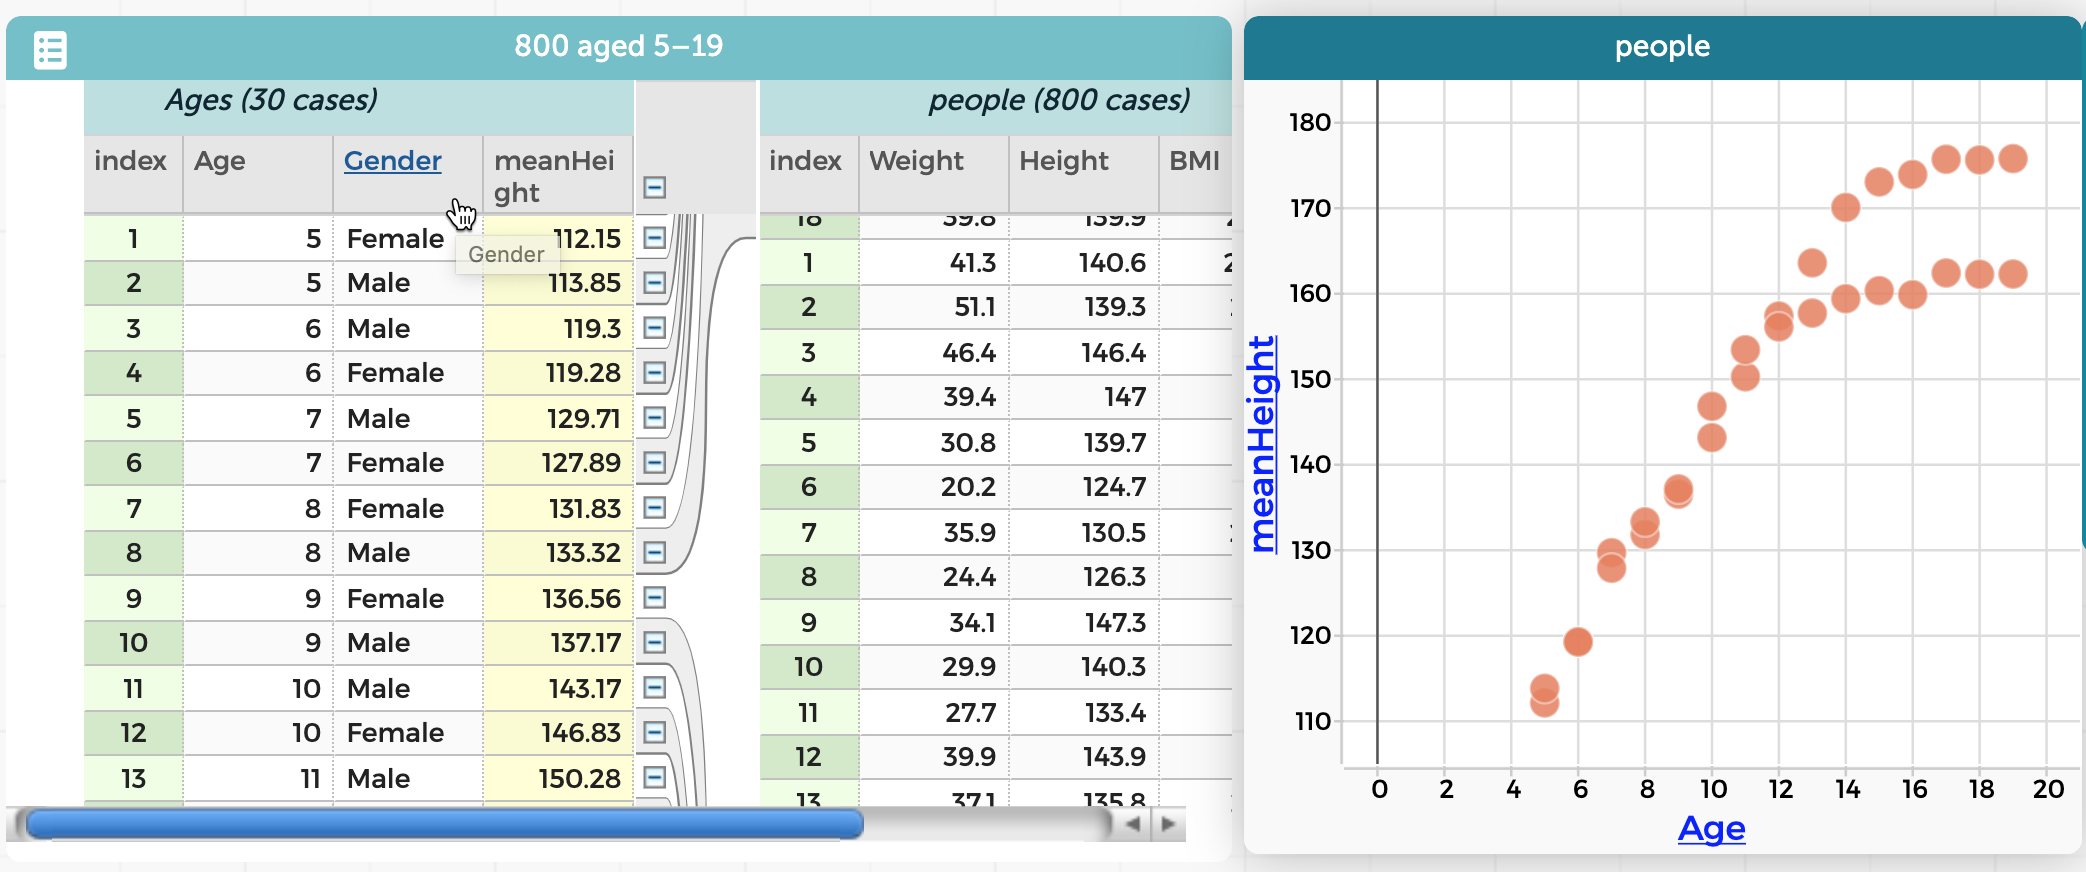 800 aged 5–19
Ages (30 cases)
people (800 cases)
index Age Gender meanHei
ght
index Weight Height BMI
Gender
1 5 Female 112.15
2 5 Male 113.85
3 6 Male 119.3
4 6 Female 119.28
5 7 Male 129.71
6 7 Female 127.89
7 8 Female 131.83
8 8 Male 133.32
9 9 Female 136.56
10 9 Male 137.17
11 10 Male 143.17
12 10 Female 146.83
13 11 Male 150.28
18 39.8 139.9
1 41.3 140.6
2 51.1 139.3
3 46.4 146.4
4 39.4 147
5 30.8 139.7
6 20.2 124.7
7 35.9 130.5
8 24.4 126.3
9 34.1 147.3
10 29.9 140.3
11 27.7 133.4
12 39.9 143.9
13 37.1 135.8
people
meanHeight
180
170
160
150
140
130
120
110
0 2 4 6 8 10 12 14 16 18 20
Age